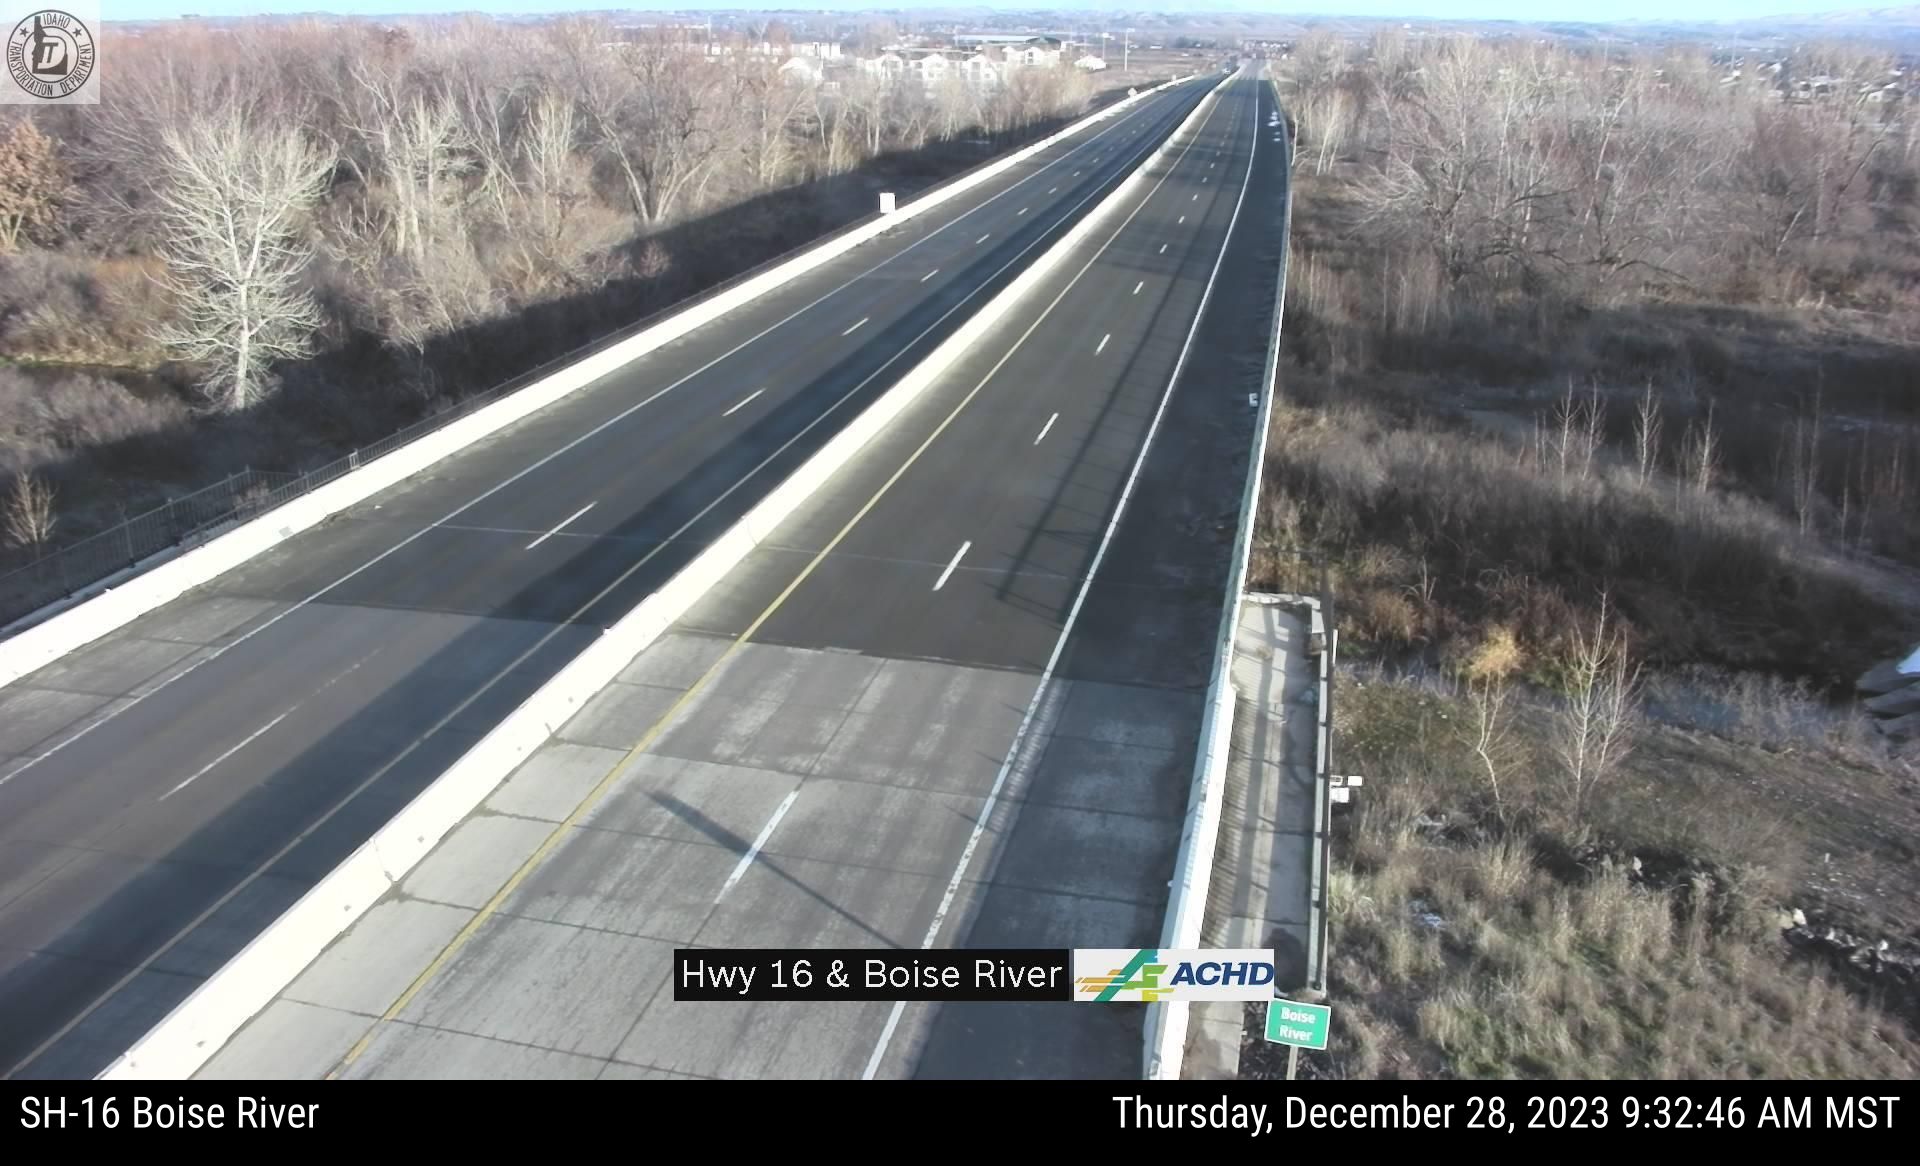 IDAHO
TRANSPORTATION DEPARTMENT
T
Hwy 16 & Boise River
ACHD
Boise
River
SH-16 Boise River
Thursday, December 28, 2023 9:32:46 AM MST